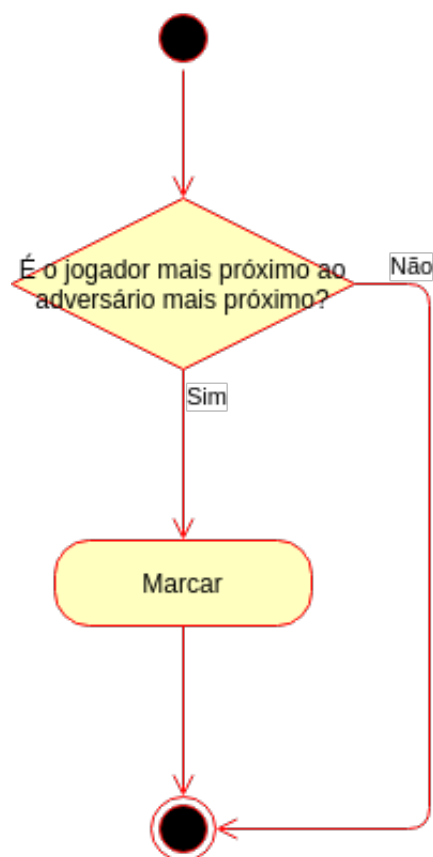 É o jogador mais próximo ao
adversário mais próximo?
Não
Sim
Marcar